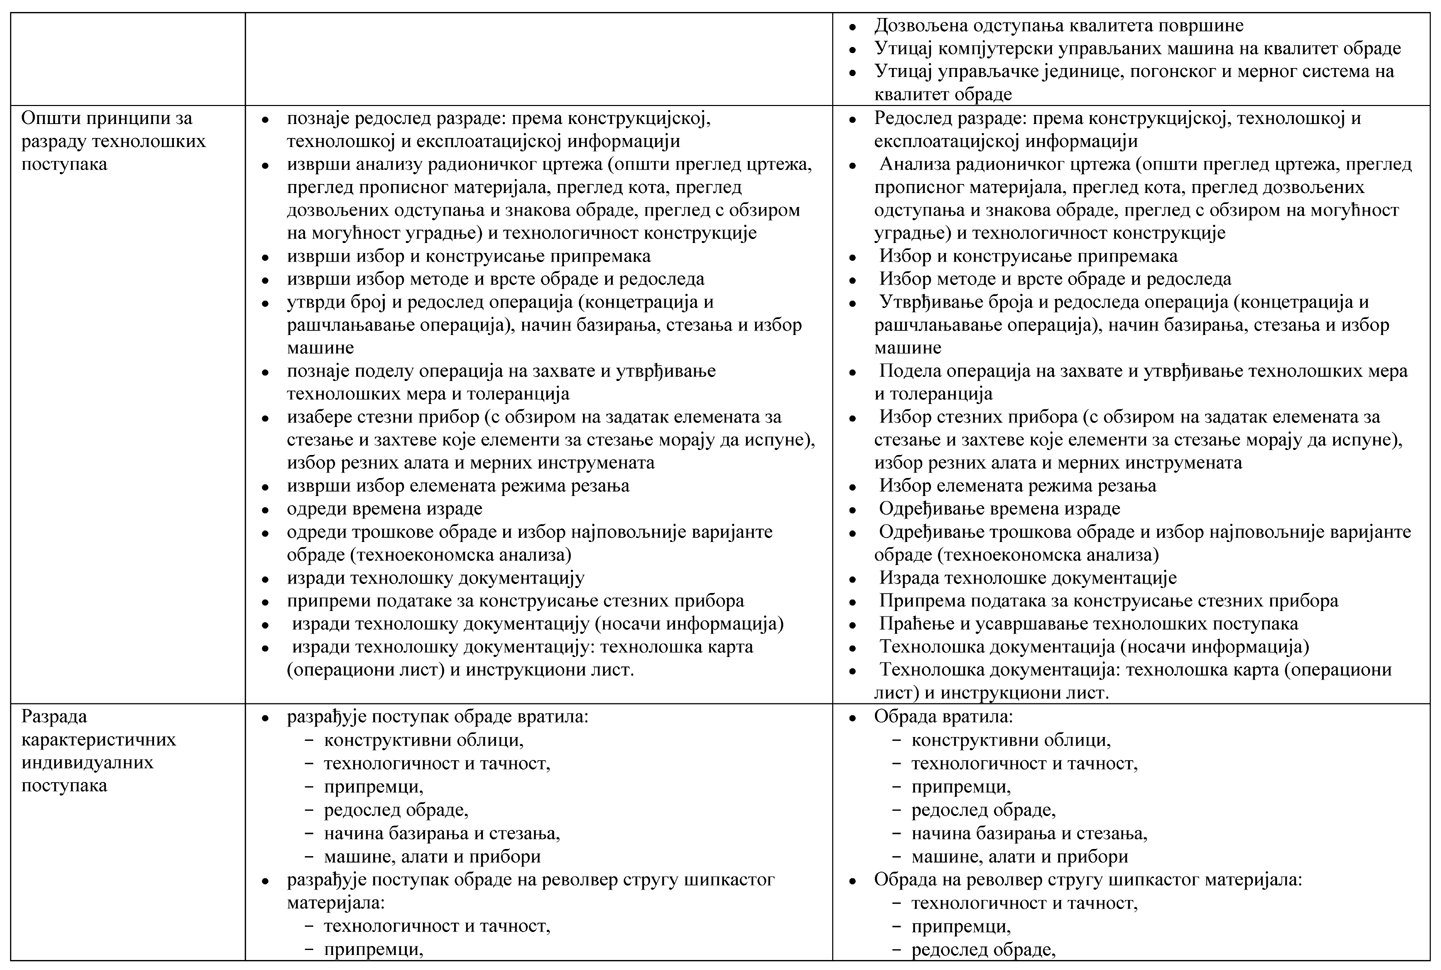 • Дозвољена одступања квалитета површине
• Утицај компјутерски управљаних машина на квалитет обраде
• Утицај управљачке јединице, погонског и мерног система на
квалитет обраде
Општи принципи за
разраду технолошких
поступака
• познаје редослед разраде: према конструкцијској,
технолошкој и експлоатацијској информацији
• изврши анализу радионичког цртежа (општи преглед цртежа,
преглед прописног материјала, преглед кота, преглед
дозвољених одступања и знакова обраде, преглед с обзиром
на могућност уградње) и технологичност конструкције
• изврши избор и конструисање припремака
• изврши избор методе и врсте обраде и редоследа
• утврди број и редослед операција (концетрација и
рашчлањавање операција), начин базирања, стезања и избор
машине
• познаје поделу операција на захвате и утврђивање
технолошких мера и толеранција
• изабере стезни прибор (с обзиром на задатак елемената за
стезање и захтеве које елементи за стезање морају да испуне),
избор резних алата и мерних инструмената
• изврши избор елемената режима резања
• одреди времена израде
• одреди трошкове обраде и избор најповољније варијанте
обраде (техноекономска анализа)
• изради технолошку документацију
• припреми податаке за конструисање стезних прибора
• изради технолошку документацију (носачи информација)
• изради технолошку документацију: технолошка карта
(операциони лист) и инструкциони лист.
• Редослед разраде: према конструкцијској, технолошкој и
експлоатацијској информацији
• Анализа радионичког цртежа (општи преглед цртежа, преглед
прописног материјала, преглед кота, преглед дозвољених
одступања и знакова обраде, преглед с обзиром на могућност
уградње) и технологичност конструкције
• Избор и конструисање припремака
• Избор методе и врсте обраде и редоследа
• Утврђивање броја и редоследа операција (концетрација и
рашчлањавање операција), начин базирања, стезања и избор
машине
• Подела операција на захвате и утврђивање технолошких мера
и толеранција
• Избор стезних прибора (с обзиром на задатак елемената за
стезање и захтеве које елементи за стезање морају да испуне),
избор резних алата и мерних инструмената
• Избор елемената режима резања
• Одређивање времена израде
• Одређивање трошкова обраде и избор најповољније варијанте
обраде (техноекономска анализа)
• Израда технолошке документације
• Припрема података за конструисање стезних прибора
• Праћење и усавршавање технолошких поступака
• Технолошка документација (носачи информација)
• Технолошка документација: технолошка карта (операциони
лист) и инструкциони лист.
Разрада
карактеристичних
индивидуалних
поступака
• разрађује поступак обраде вратила:
− конструктивни облици,
− технологичност и тачност,
− припремци,
− редослед обраде,
− начина базирања и стезања,
− машине, алати и прибори
• разрађује поступак обраде на револвер стругу шипкастог
материјала:
− технологичност и тачност,
− припремци,
• Обрада вратила:
− конструктивни облици,
− технологичност и тачност,
− припремци,
− редослед обраде,
− начина базирања и стезања,
− машине, алати и прибори
• Обрада на револвер стругу шипкастог материјала:
− технологичност и тачност,
− припремци,
− редослед обраде,